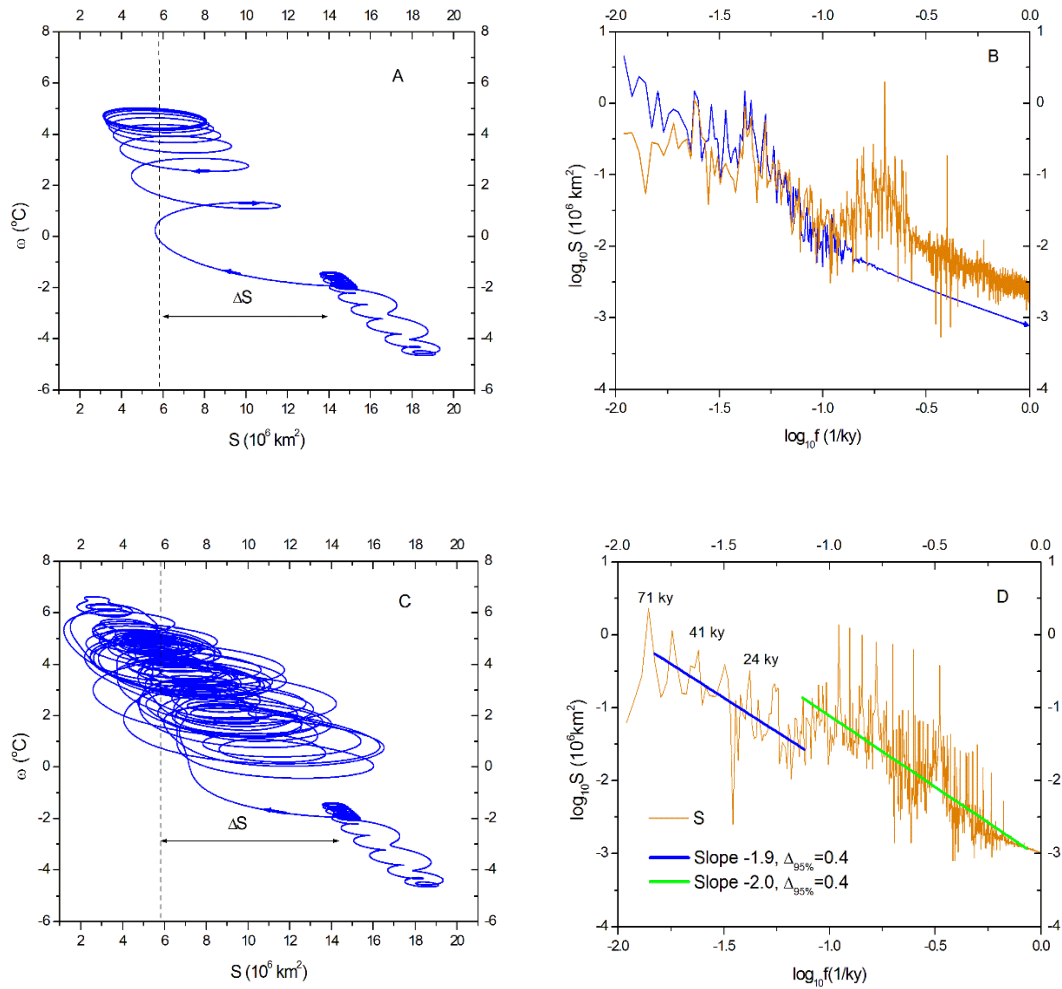 2 4 6 8 10 12 14 16 18 20
8 6 4 2 0 -2 -4 -6
ω (°C)
A
ΔS
2 4 6 8 10 12 14 16 18 20
S (10⁶ km²)
-2.0 -1.5 -1.0 -0.5 0.0
1 0 -1 -2 -3 -4
log₁₀S (10⁶ km²)
B
1 0 -1 -2 -3 -4
-2.0 -1.5 -1.0 -0.5 0.0
log₁₀f (1/ky)
2 4 6 8 10 12 14 16 18 20
8 6 4 2 0 -2 -4 -6
ω (°C)
C
ΔS
8 6 4 2 0 -2 -4 -6
2 4 6 8 10 12 14 16 18 20
S (10⁶ km²)
-2.0 -1.5 -1.0 -0.5 0.0
1 0 -1 -2 -3 -4
log₁₀S (10⁶km²)
D
71 ky
41 ky
24 ky
S
Slope -1.9, Δ₉₅%=0.4
Slope -2.0, Δ₉₅%=0.4
1 0 -1 -2 -3 -4
-2.0 -1.5 -1.0 -0.5 0.0
log₁₀f(1/ky)